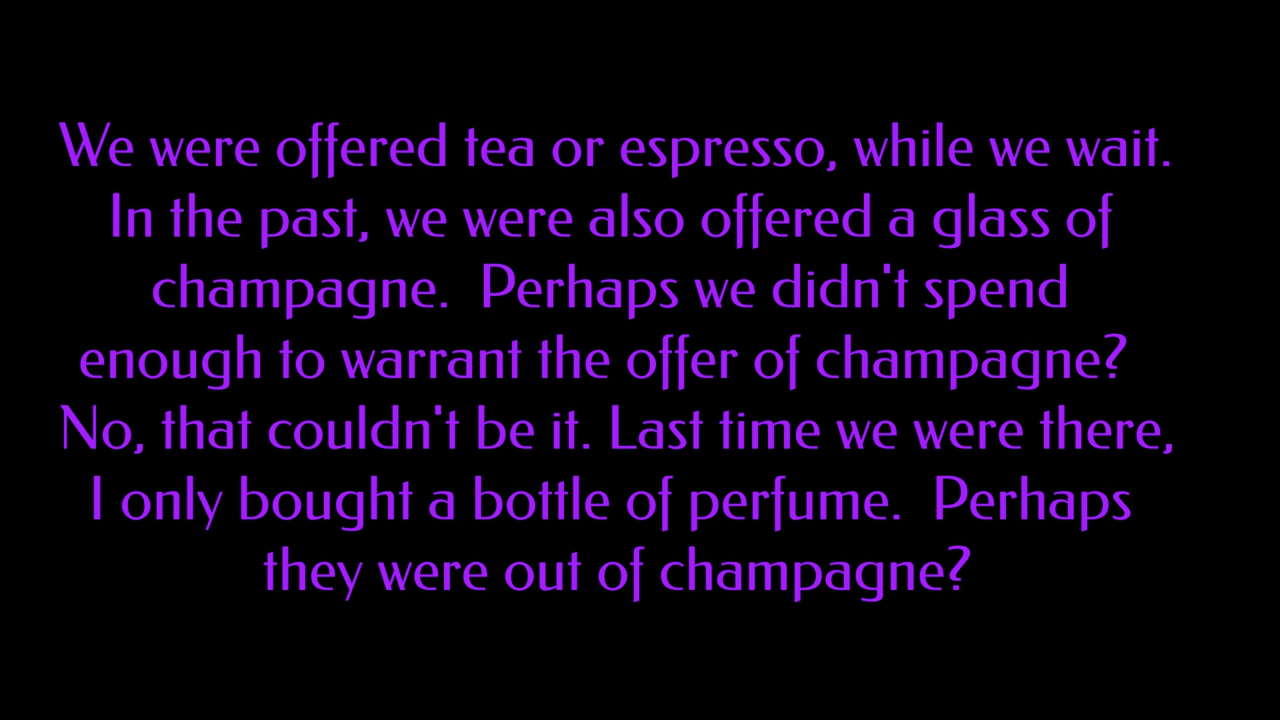 We were offered tea or espresso, while we wait.
In the past, we were also offered a glass of
champagne.  Perhaps we didn't spend
enough to warrant the offer of champagne?
No, that couldn't be it. Last time we were there,
I only bought a bottle of perfume.  Perhaps
they were out of champagne?